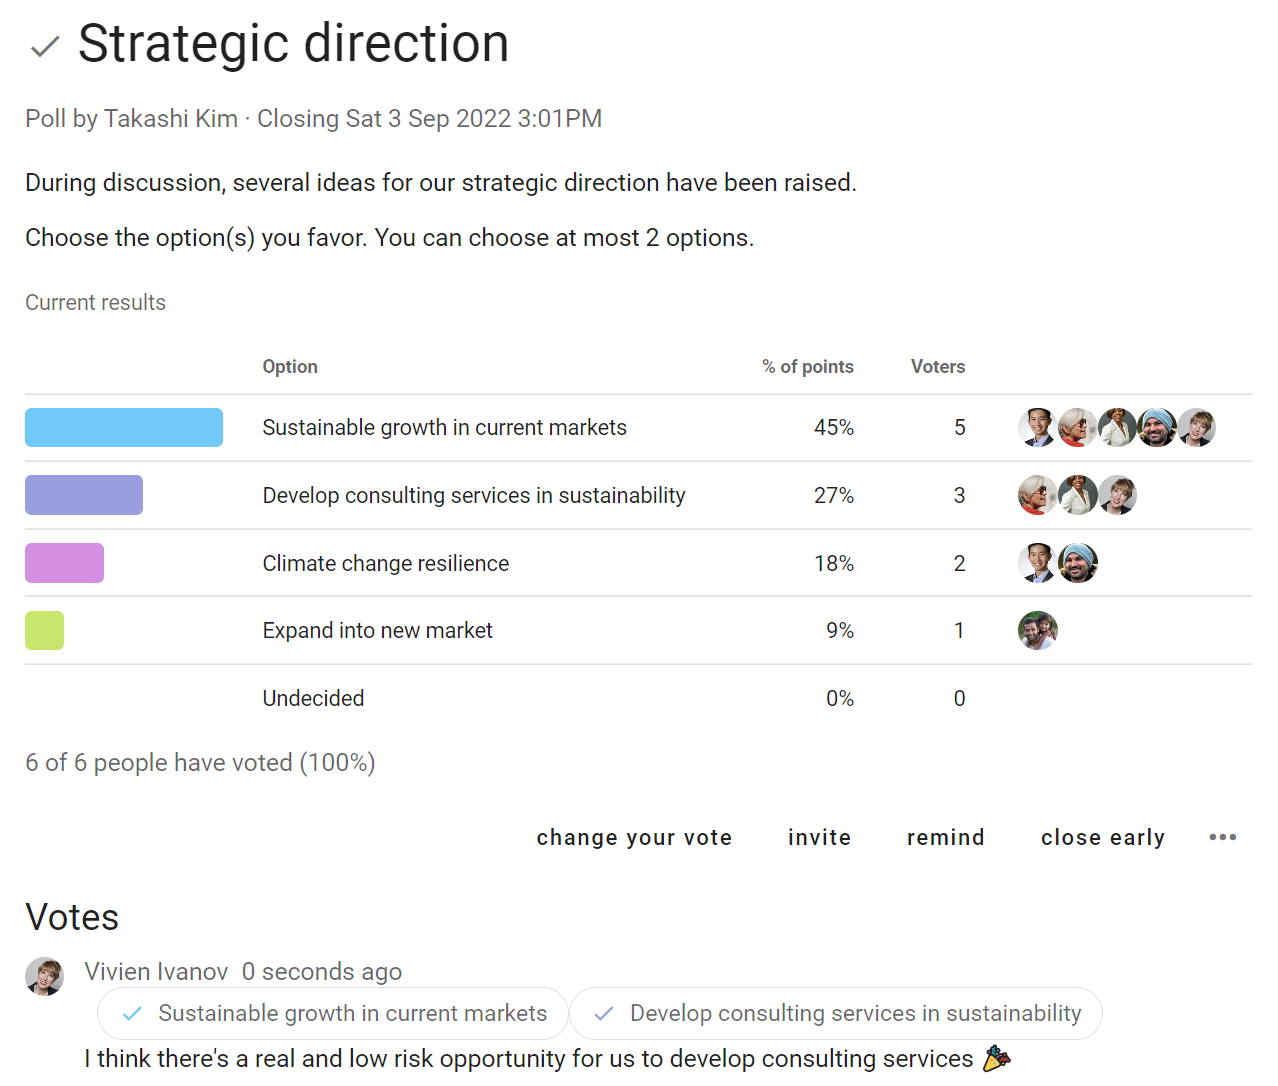 Strategic direction
Poll by Takashi Kim · Closing Sat 3 Sep 2022 3:01PM
During discussion, several ideas for our strategic direction have been raised.
Choose the option(s) you favor. You can choose at most 2 options.
Current results
Option % of points Voters
Sustainable growth in current markets 45% 5
Develop consulting services in sustainability 27% 3
Climate change resilience 18% 2
Expand into new market 9% 1
Undecided 0% 0
6 of 6 people have voted (100%)
change your vote invite remind close early
Votes
Vivien Ivanov 0 seconds ago
Sustainable growth in current markets Develop consulting services in sustainability
I think there's a real and low risk opportunity for us to develop consulting services 🎉